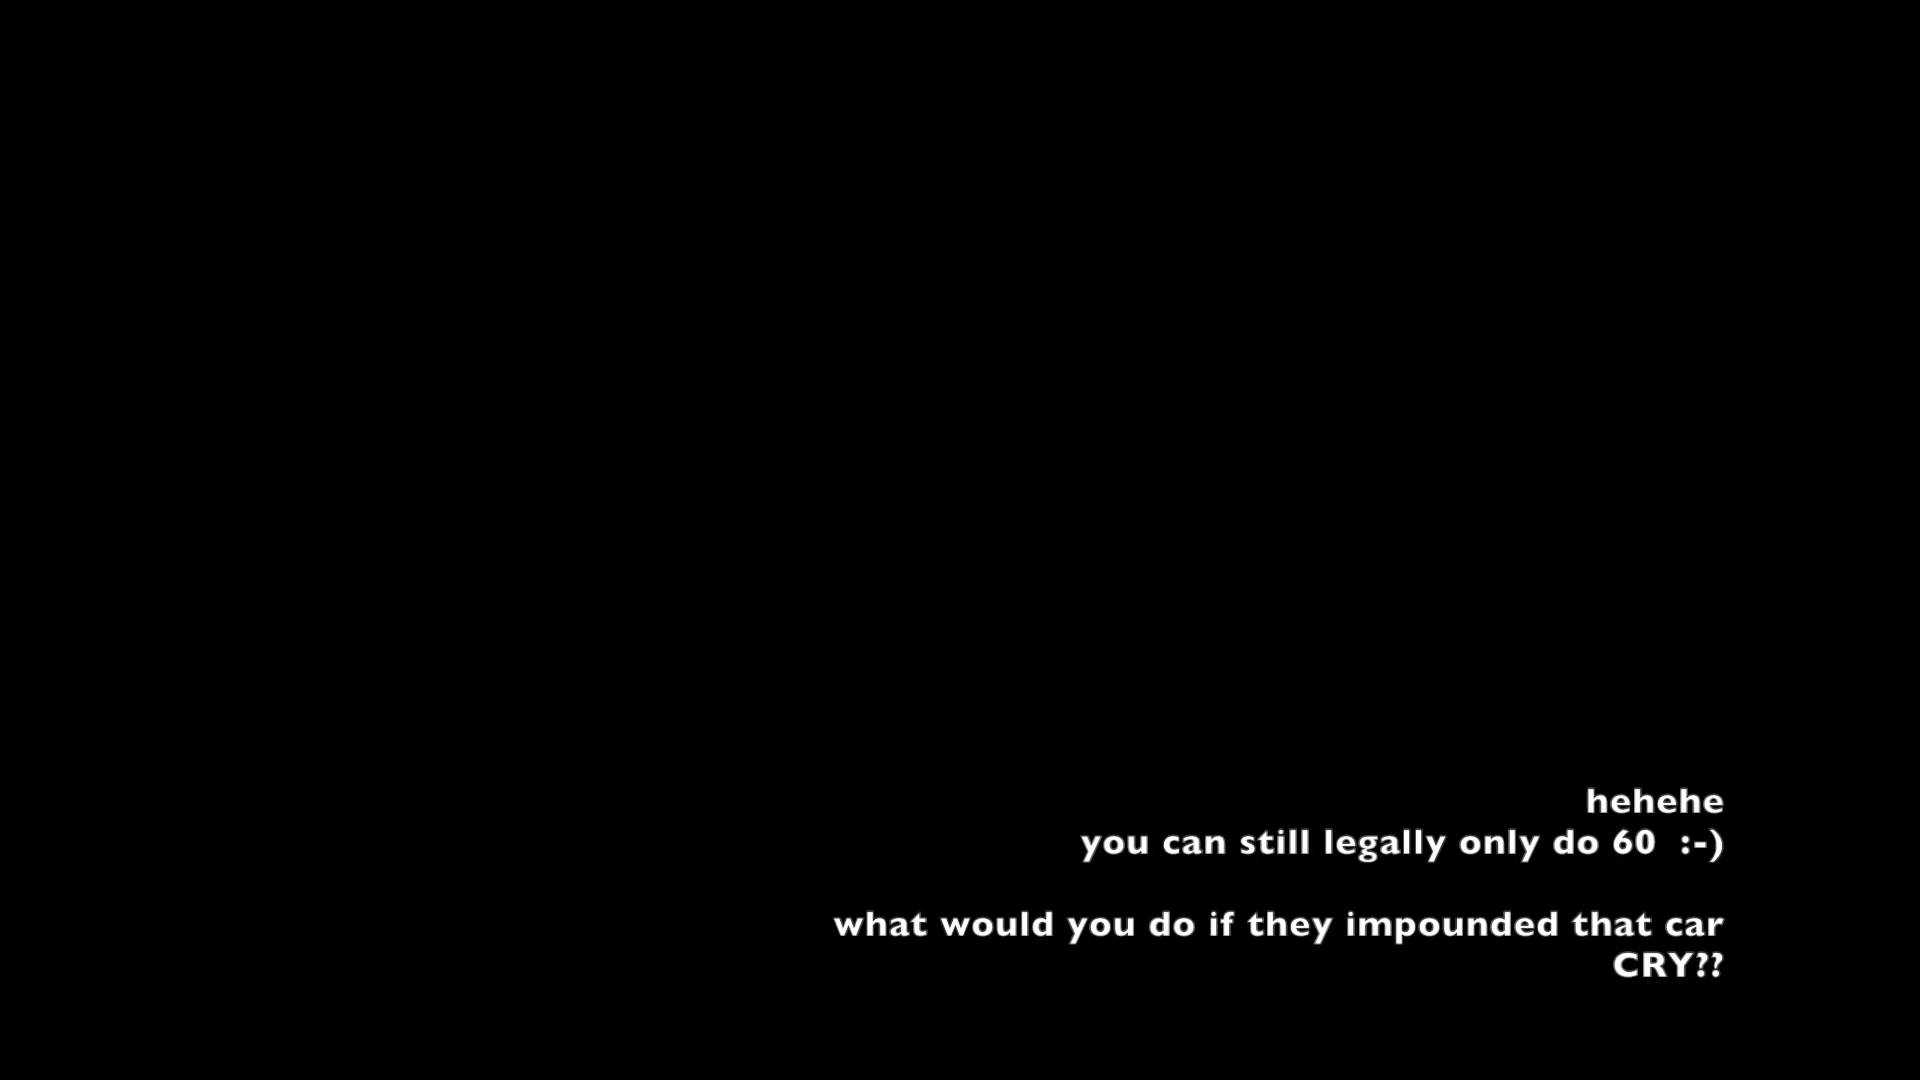 hehehe
you can still legally only do 60  :-)
what would you do if they impounded that car
CRY??